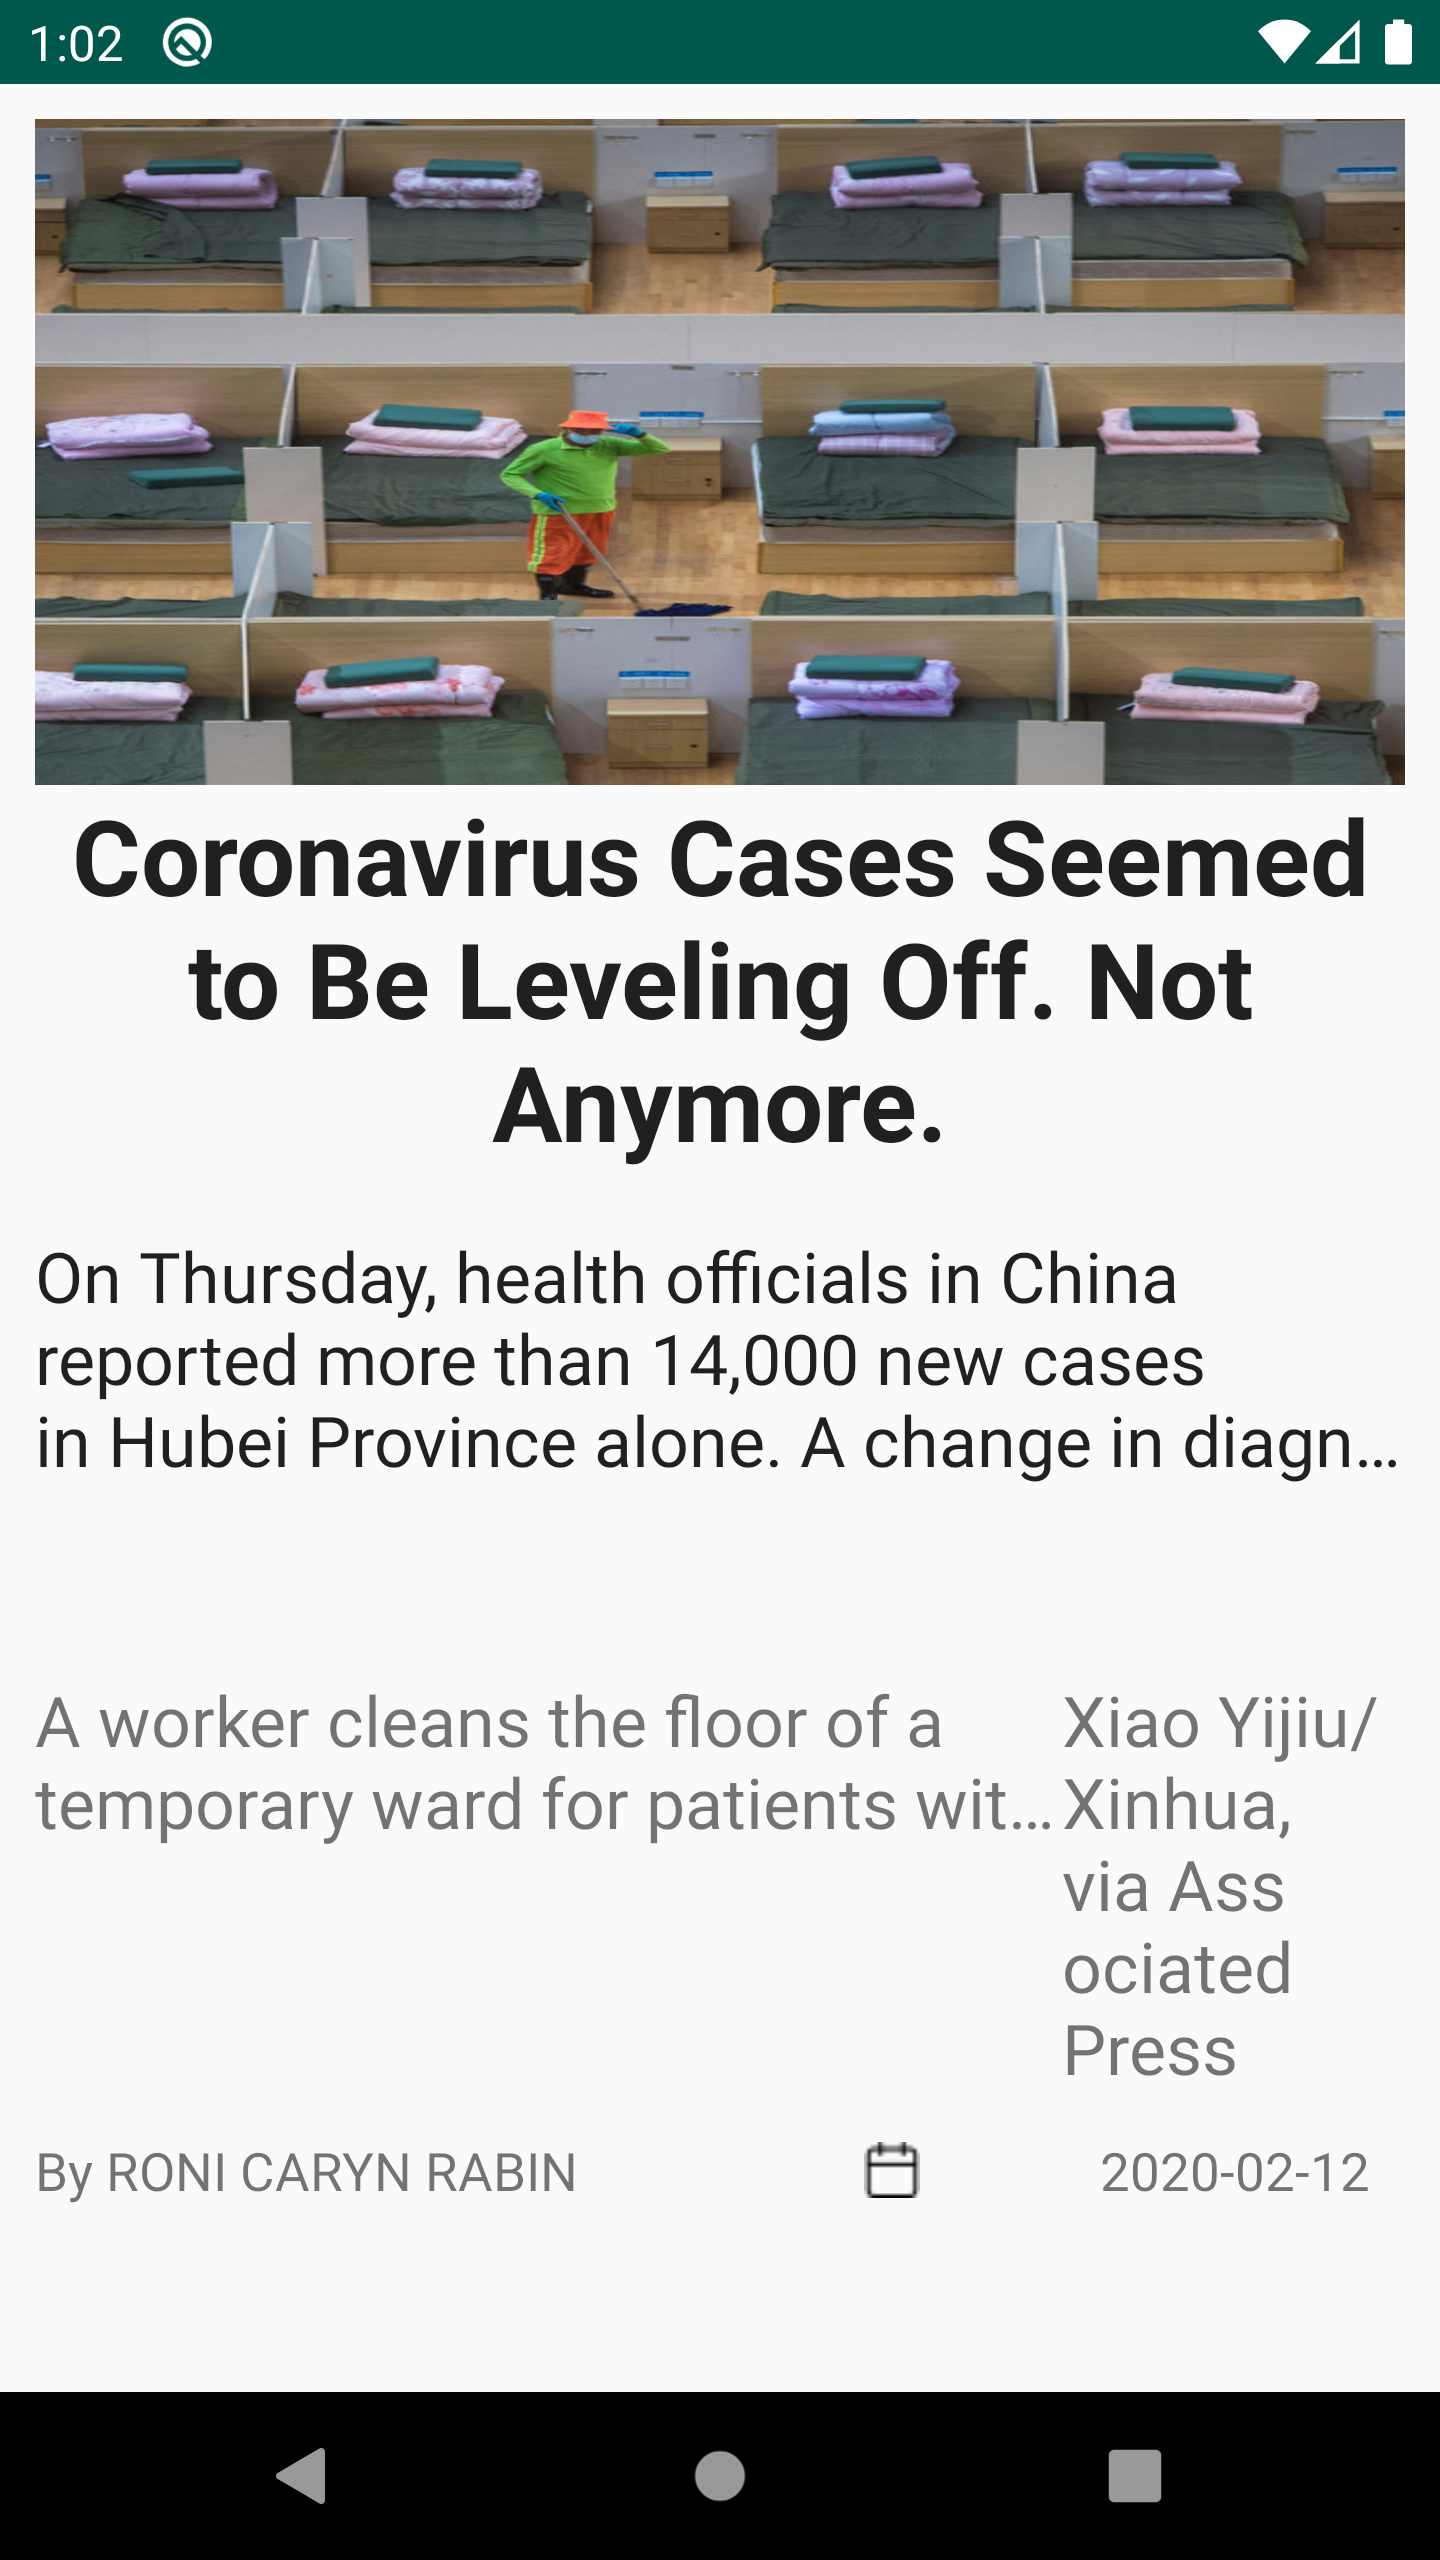 1:02
Coronavirus Cases Seemed
to Be Leveling Off. Not
Anymore.
On Thursday, health officials in China
reported more than 14,000 new cases
in Hubei Province alone. A change in diagn…
A worker cleans the floor of a
temporary ward for patients wit…
Xiao Yijiu/
Xinhua,
via Ass
ociated
Press
By RONI CARYN RABIN
2020-02-12